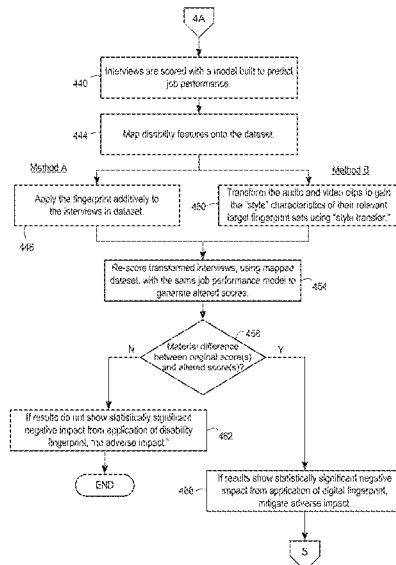 4A
440
Interviews are scored with a model built to predict
job performance.
444
Map disability features onto the dataset.
Method A
Method B
Apply the fingerprint additively to
the interviews in dataset.
446
450
Transform the audio and video clips to gain
the "style" characteristics of their relevant
target fingerprint sets using "style transfer."
Re-score transformed interviews, using mapped
dataset, with the same job performance model to
generate altered scores.
454
456
N
Material difference
between original score(s)
and altered score(s)?
Y
If results do not show statistically significant
negative impact from application of disability
fingerprint, "no adverse impact."
462
END
466
If results show statistically significant negative
impact from application of digital fingerprint,
mitigate adverse impact.
5